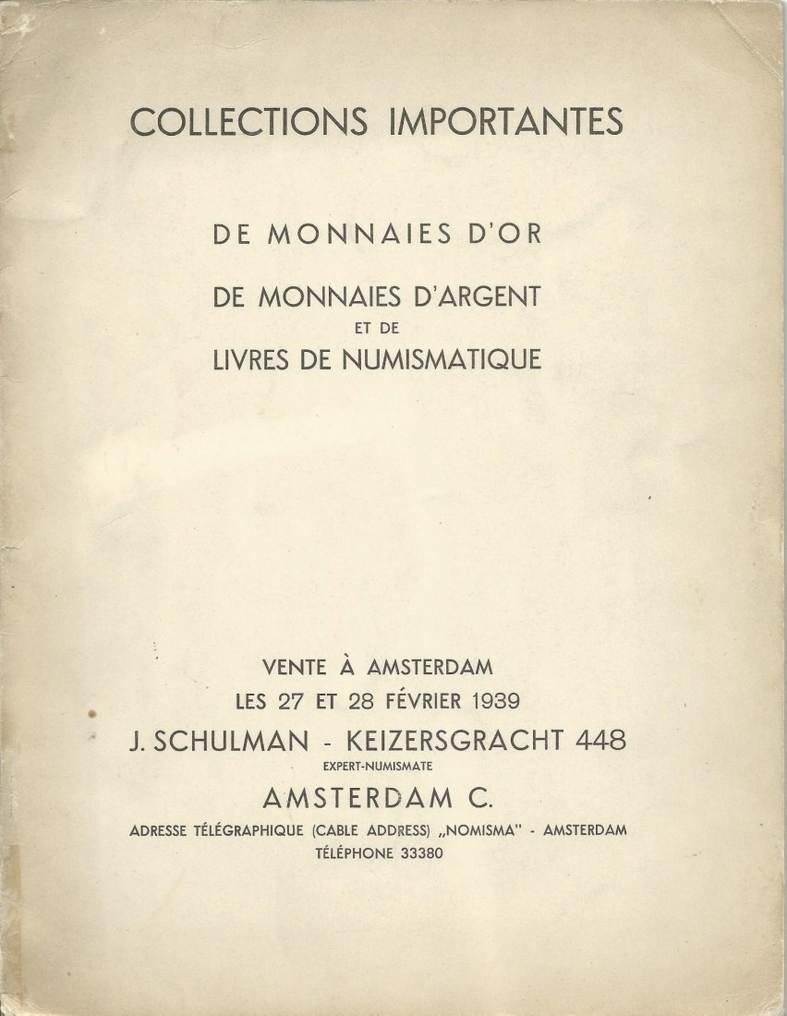 COLLECTIONS IMPORTANTES
DE MONNAIES D'OR
DE MONNAIES D'ARGENT
ET DE
LIVRES DE NUMISMATIQUE
VENTE À AMSTERDAM
LES 27 ET 28 FÉVRIER 1939
J. SCHULMAN - KEIZERSGRACHT 448
EXPERT-NUMISMATE
AMSTERDAM C.
ADRESSE TÉLÉGRAPHIQUE (CABLE ADDRESS) „NOMISMA" - AMSTERDAM
TÉLÉPHONE 33380